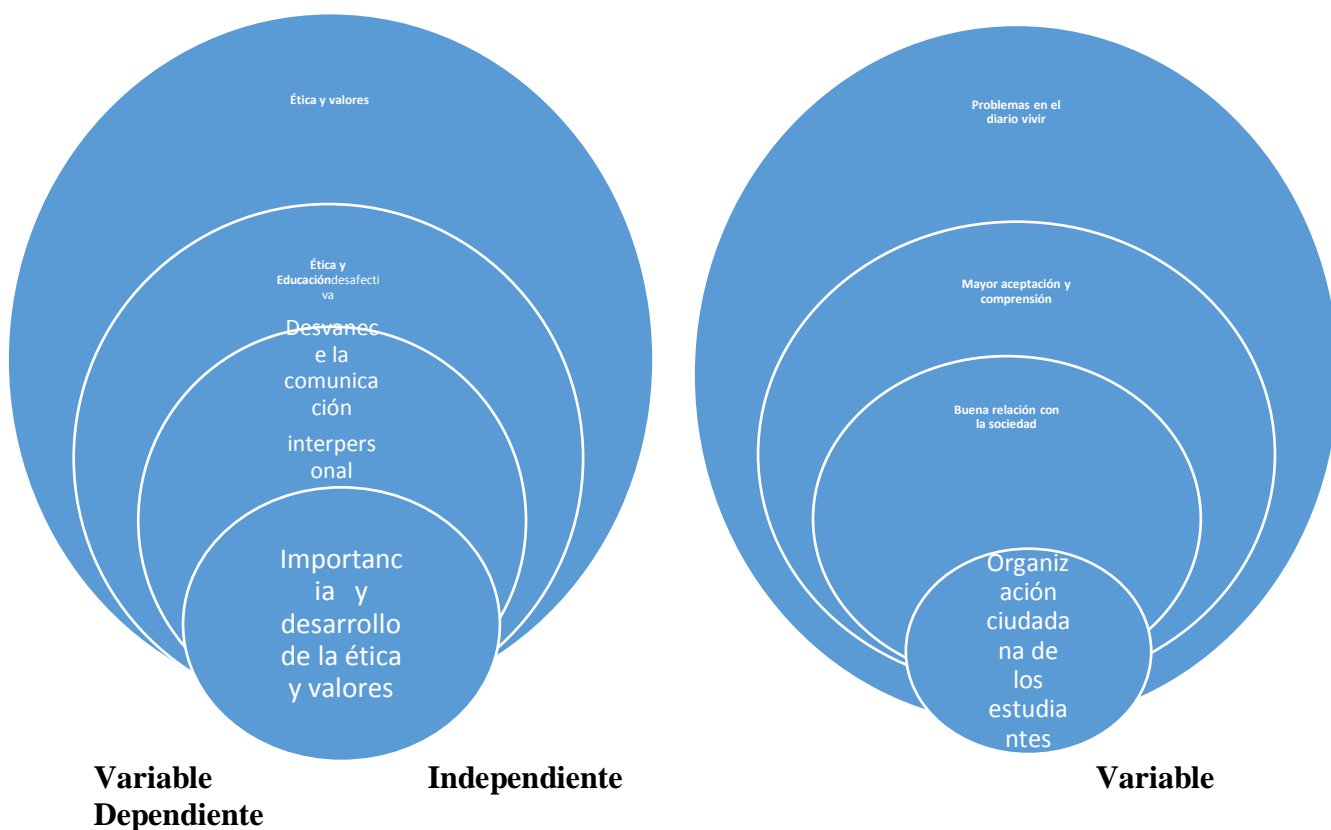 Ética y valores
Ética y
Educacióndesafecti
va
Desvanec
e la
comunica
ción
interpers
onal
Importanc
ia y
desarrollo
de la ética
y valores
Problemas en el
diario vivir
Mayor aceptación y
comprensión
Buena relación con
la sociedad
Organiz
ación
ciudada
na de
los
estudia
ntes
Variable Independiente Variable
Dependiente